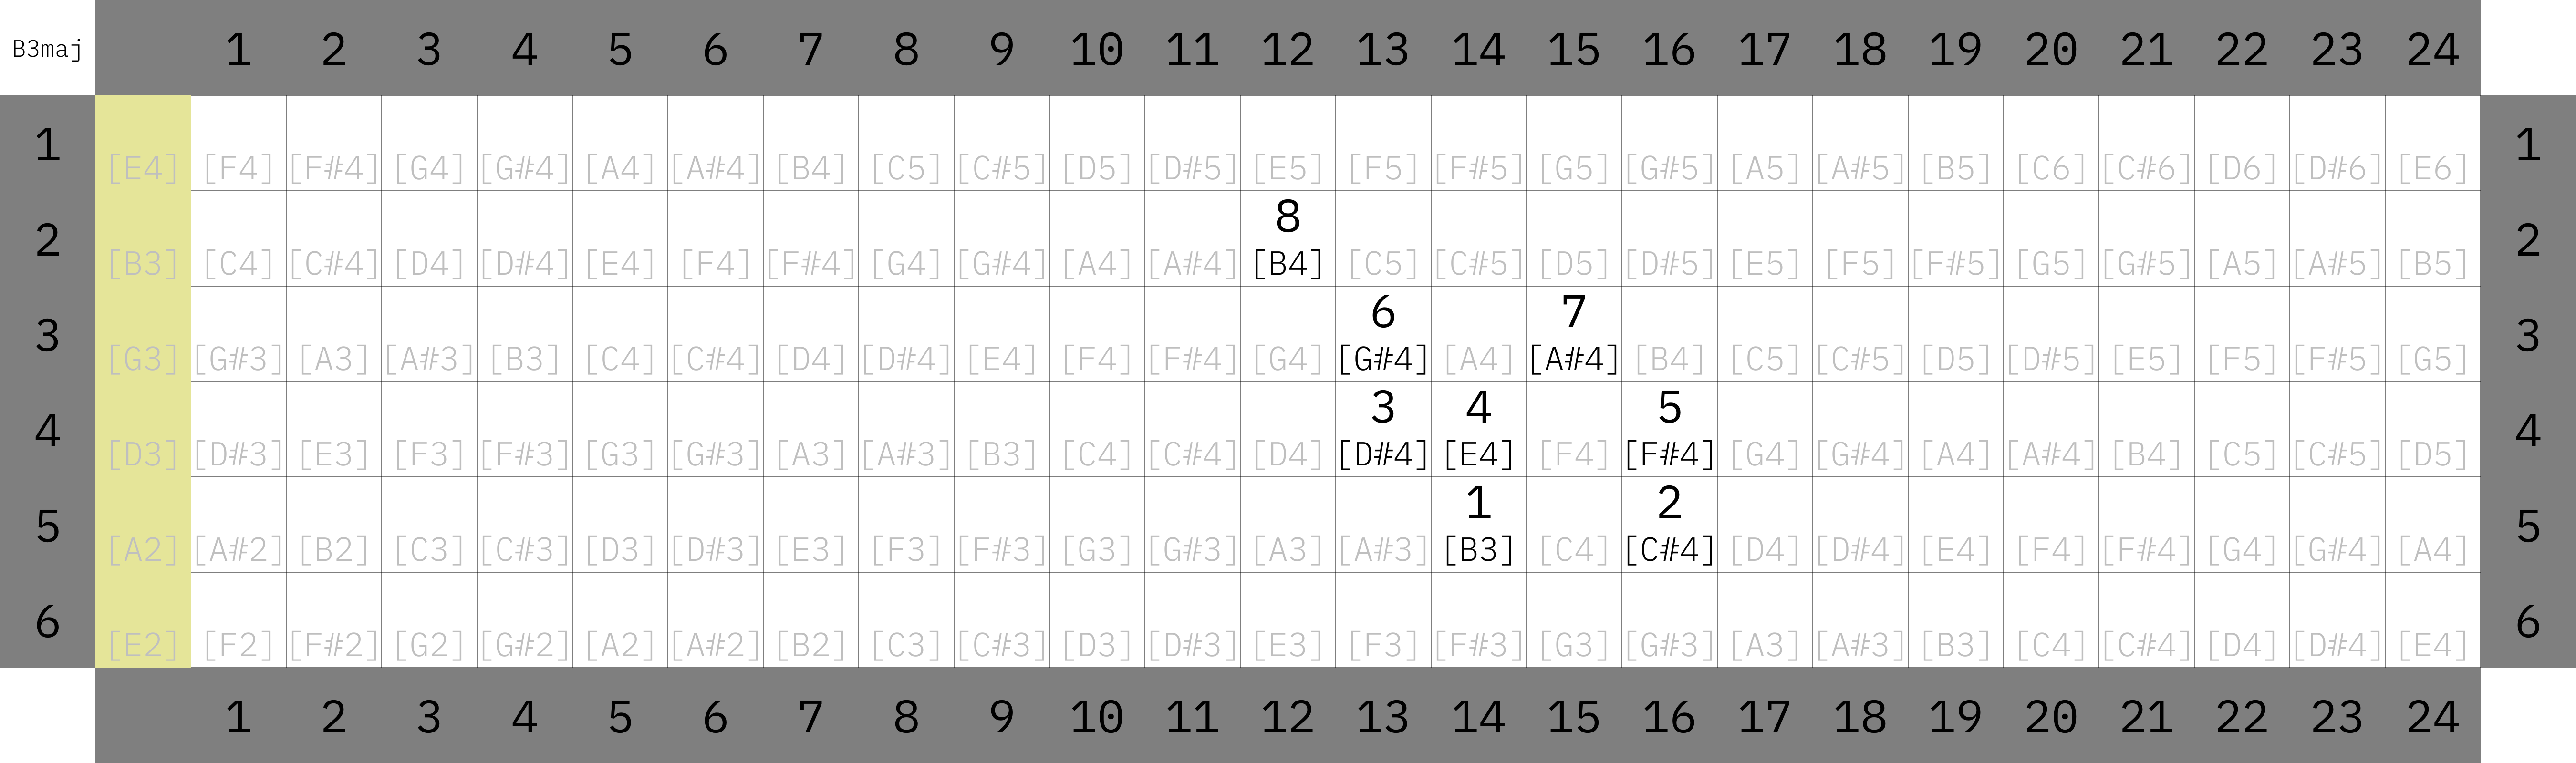 B3maj 1 2 3 4 5 6 7 8 9 10 11 12 13 14 15 16 17 18 19 20 21 22 23 24
1 [E4] [F4] [F#4] [G4] [G#4] [A4] [A#4] [B4] [C5] [C#5] [D5] [D#5] [E5] [F5] [F#5] [G5] [G#5] [A5] [A#5] [B5] [C6] [C#6] [D6] [D#6] [E6] 1
8
2 [B3] [C4] [C#4] [D4] [D#4] [E4] [F4] [F#4] [G4] [G#4] [A4] [A#4] [B4] [C5] [C#5] [D5] [D#5] [E5] [F5] [F#5] [G5] [G#5] [A5] [A#5] [B5] 2
6 7
3 [G3] [G#3] [A3] [A#3] [B3] [C4] [C#4] [D4] [D#4] [E4] [F4] [F#4] [G4] [G#4] [A4] [A#4] [B4] [C5] [C#5] [D5] [D#5] [E5] [F5] [F#5] [G5] 3
3 4 5
4 [D3] [D#3] [E3] [F3] [F#3] [G3] [G#3] [A3] [A#3] [B3] [C4] [C#4] [D4] [D#4] [E4] [F4] [F#4] [G4] [G#4] [A4] [A#4] [B4] [C5] [C#5] [D5] 4
1 2
5 [A2] [A#2] [B2] [C3] [C#3] [D3] [D#3] [E3] [F3] [F#3] [G3] [G#3] [A3] [A#3] [B3] [C4] [C#4] [D4] [D#4] [E4] [F4] [F#4] [G4] [G#4] [A4] 5
6 [E2] [F2] [F#2] [G2] [G#2] [A2] [A#2] [B2] [C3] [C#3] [D3] [D#3] [E3] [F3] [F#3] [G3] [G#3] [A3] [A#3] [B3] [C4] [C#4] [D4] [D#4] [E4] 6
1 2 3 4 5 6 7 8 9 10 11 12 13 14 15 16 17 18 19 20 21 22 23 24